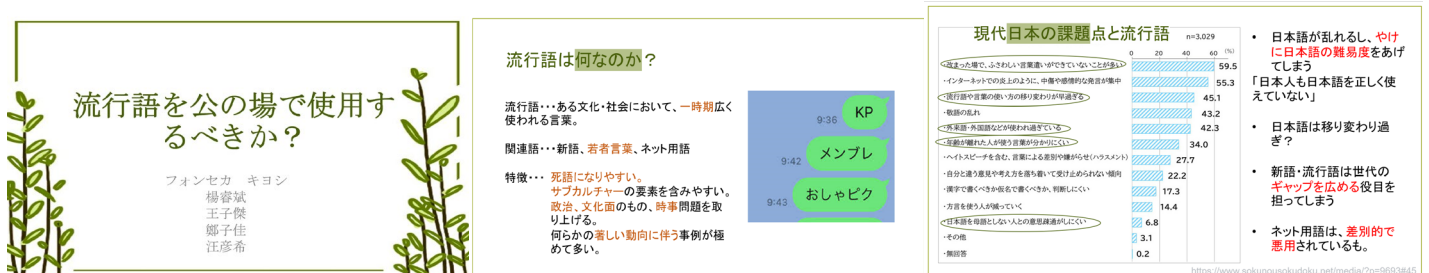 流行語を公の場で使用す
るべきか？
フォンセカ　キヨシ
楊睿斌
王子傑
鄭子佳
汪彦希
流行語は何なのか？
流行語・・・ある文化・社会において、一時期広く
使われる言葉。
関連語・・・新語、若者言葉、ネット用語
特徴・・・ 死語になりやすい。
サブカルチャーの要素を含みやすい。
政治、文化面のもの、時事問題を取
り上げる。
何らかの著しい動向に伴う事例が極
めて多い。
9:36 KP
9:42 メンブレ
9:43 おしゃピク
現代日本の課題点と流行語 n=3,029
0 20 40 60 (%)
・改まった場で、ふさわしい言葉遣いができていないことが多い 59.5
・インターネットでの炎上のように、中傷や感情的な発言が集中 55.3
・流行語や言葉の使い方の移り変わりが早過ぎる 45.1
・敬語の乱れ 43.2
・外来語・外国語などが使われ過ぎている 42.3
・年齢が離れた人が使う言葉が分かりにくい 34.0
・ヘイトスピーチを含む、言葉による差別や嫌がらせ（ハラスメント） 27.7
・自分と違う意見や考え方を落ち着いて受け止められない傾向 22.2
・漢字で書くべきか仮名で書くべきか、判断しにくい 17.3
・方言を使う人が減っていく 14.4
・日本語を母語としない人との意思疎通がしにくい 6.8
・その他 3.1
・無回答 0.2
• 日本語が乱れるし、やけ
に日本語の難易度をあげ
てしまう
「日本人も日本語を正しく使
えていない」
• 日本語は移り変わり過
ぎ？
• 新語・流行語は世代の
ギャップを広める役目を
担ってしまう
• ネット用語は、差別的で
悪用されているも。
https://www.sokunousokudoku.net/media/?p=9693#45